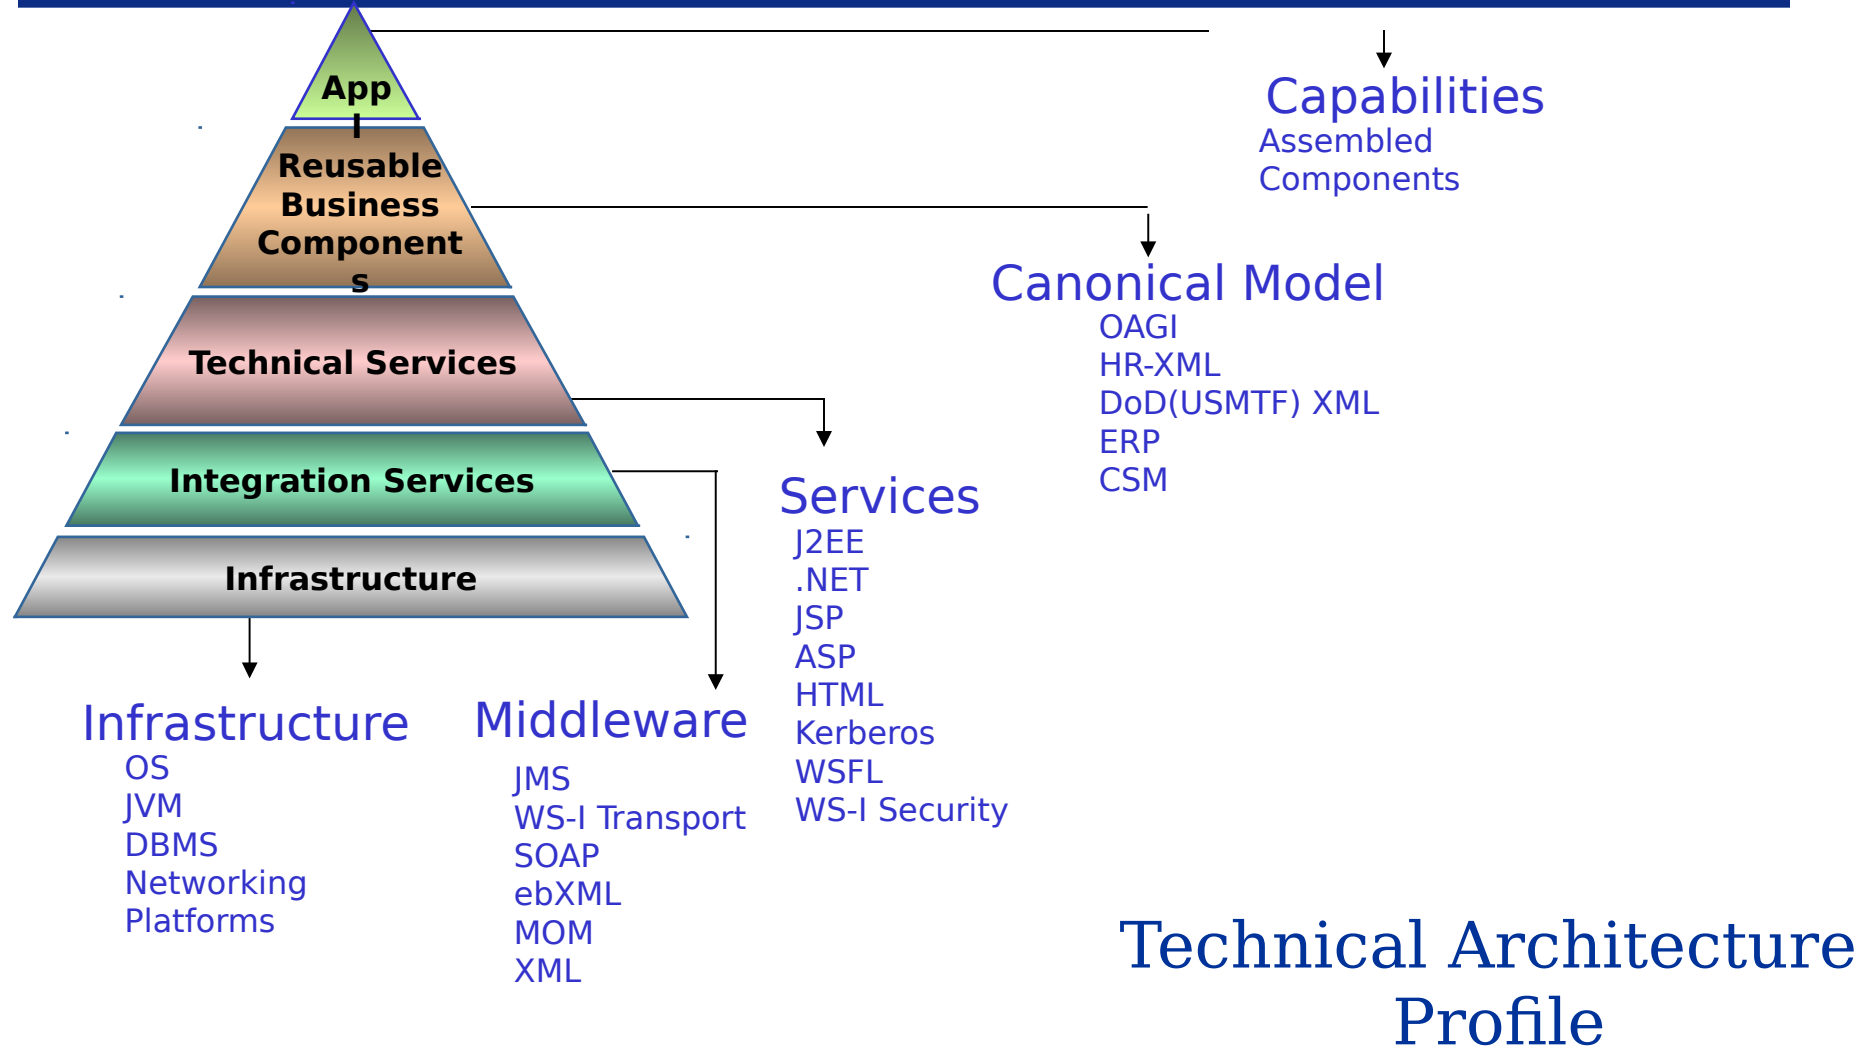 App
l
Reusable
Business
Component
s
Technical Services
Integration Services
Infrastructure
Capabilities
Assembled
Components
Canonical Model
OAGI
HR-XML
DoD(USMTF) XML
ERP
CSM
Services
J2EE
.NET
JSP
ASP
HTML
Kerberos
WSFL
WS-I Security
Infrastructure
OS
JVM
DBMS
Networking
Platforms
Middleware
JMS
WS-I Transport
SOAP
ebXML
MOM
XML
Technical Architecture
Profile